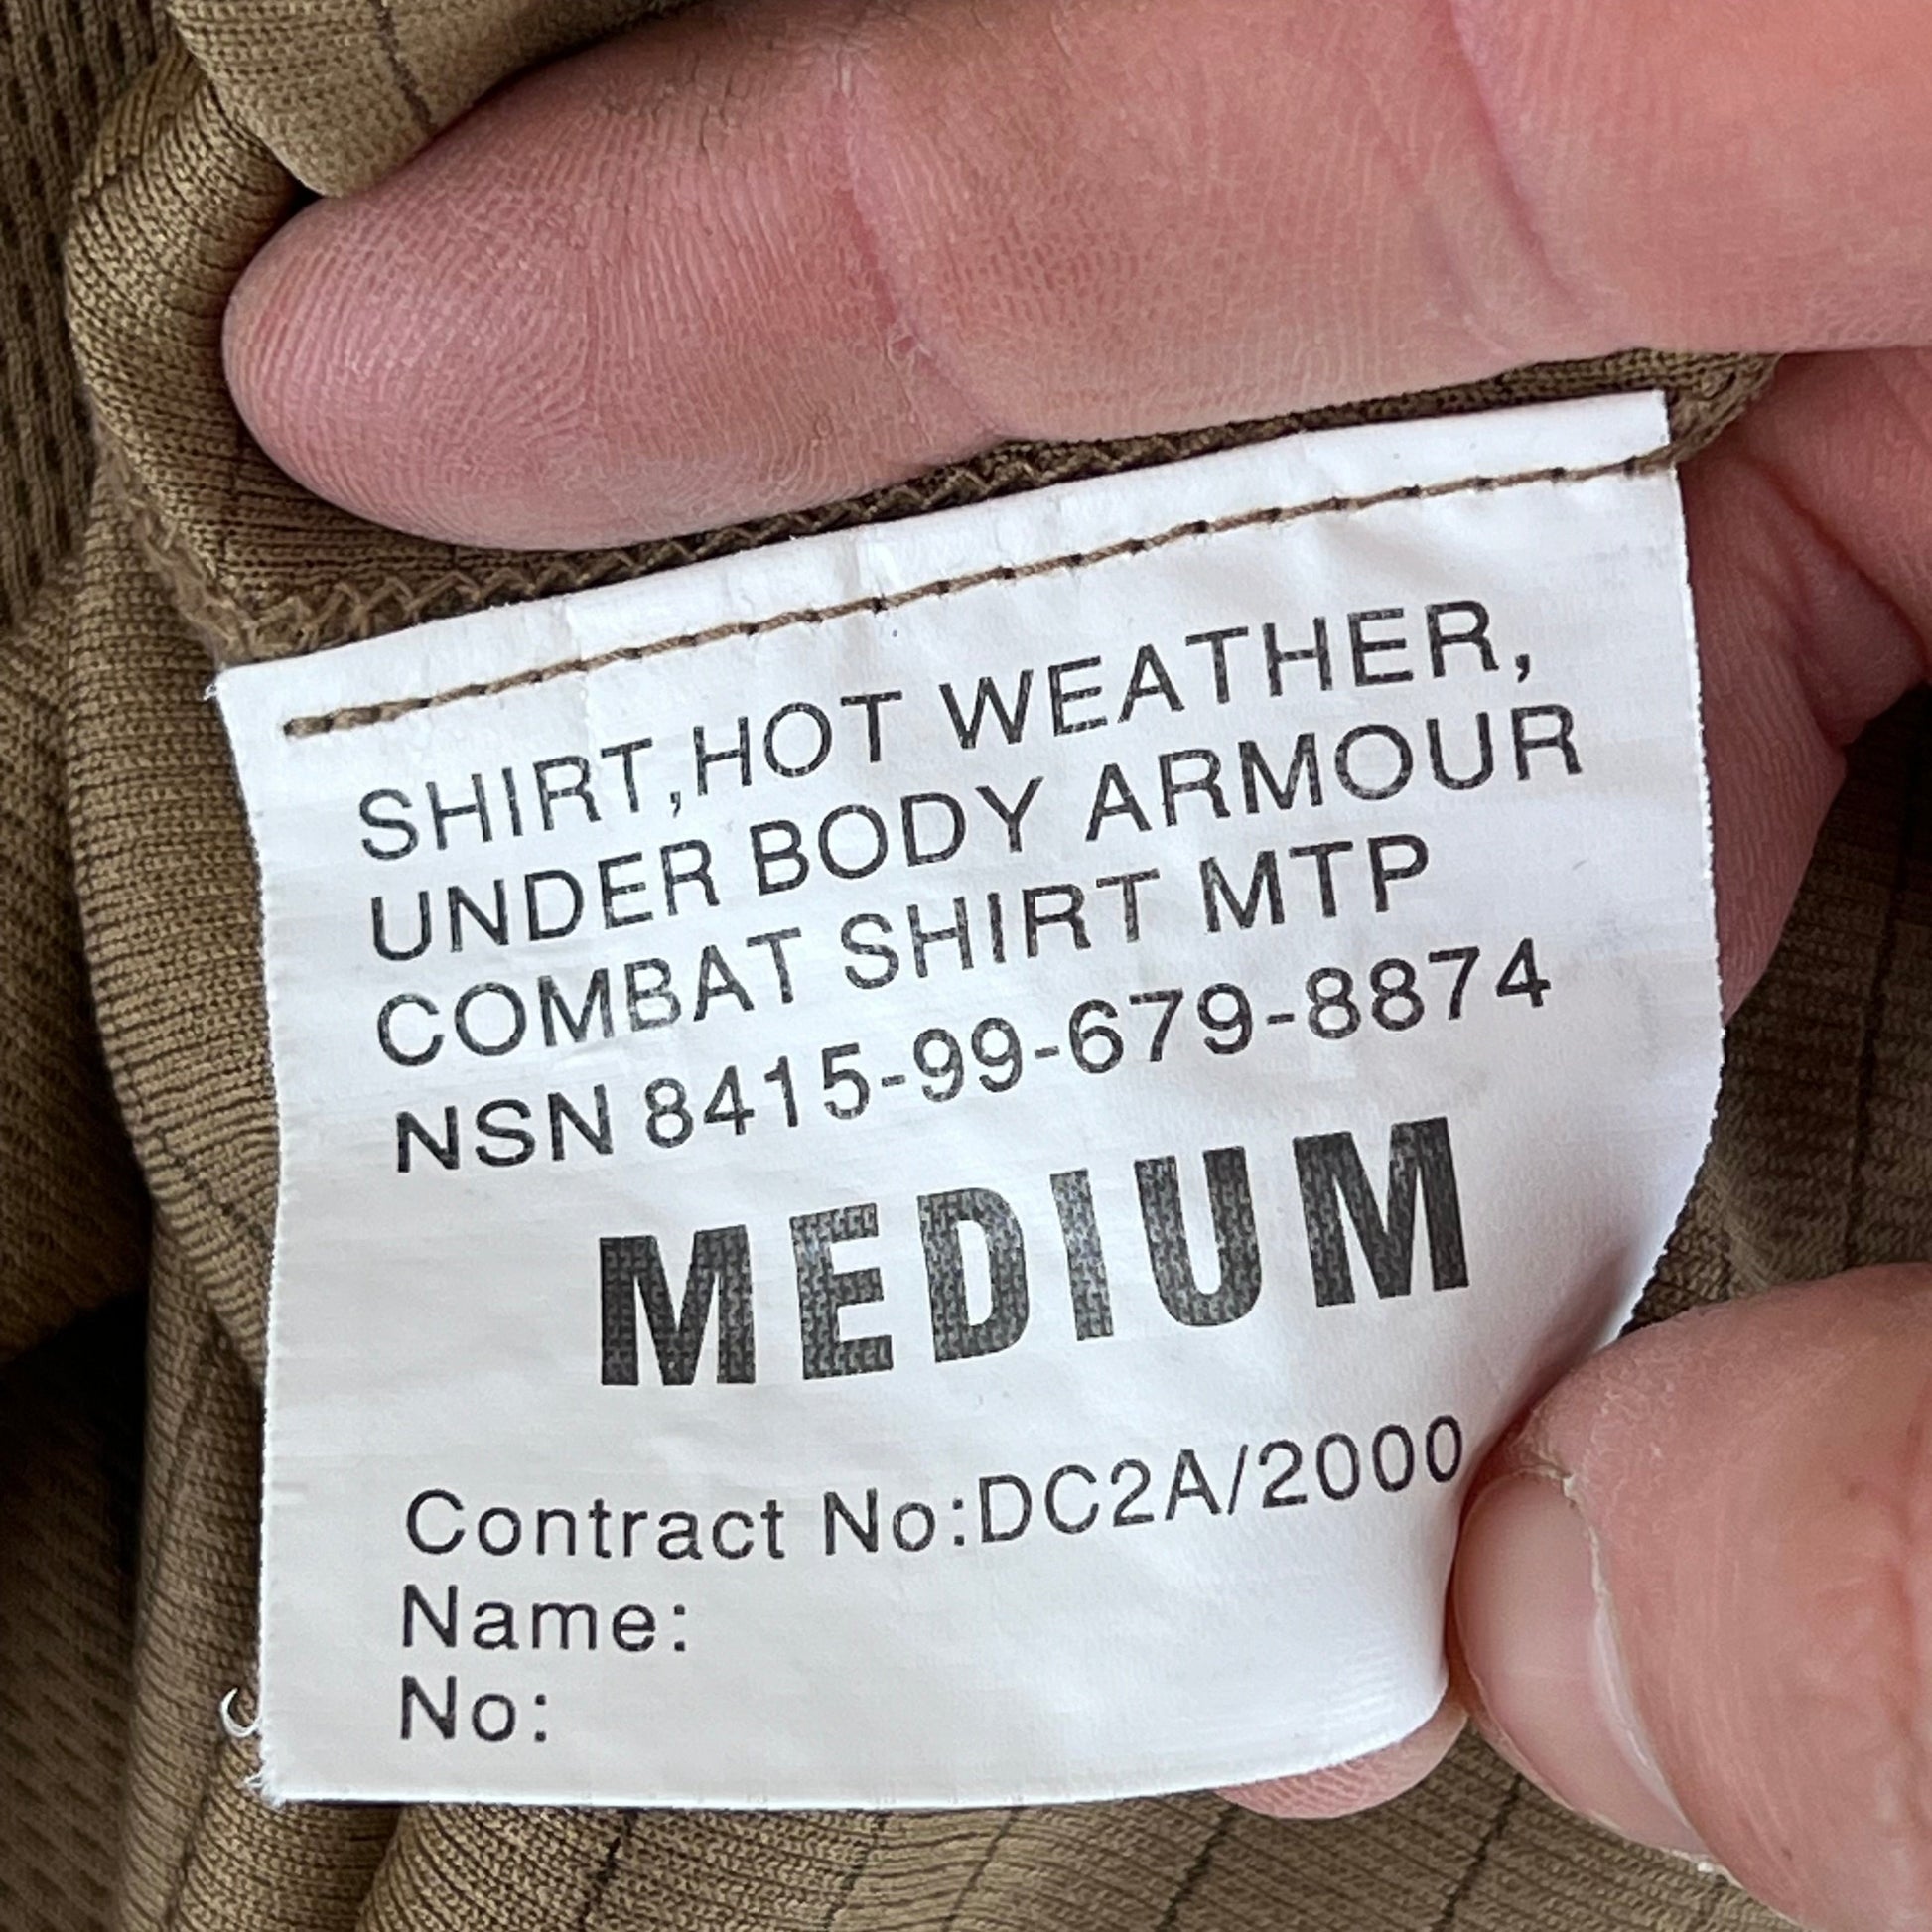 SHIRT,HOT WEATHER,
UNDER BODY ARMOUR
COMBAT SHIRT MTP
NSN 8415-99-679-8874
MEDIUM
Contract No:DC2A/2000
Name:
No: